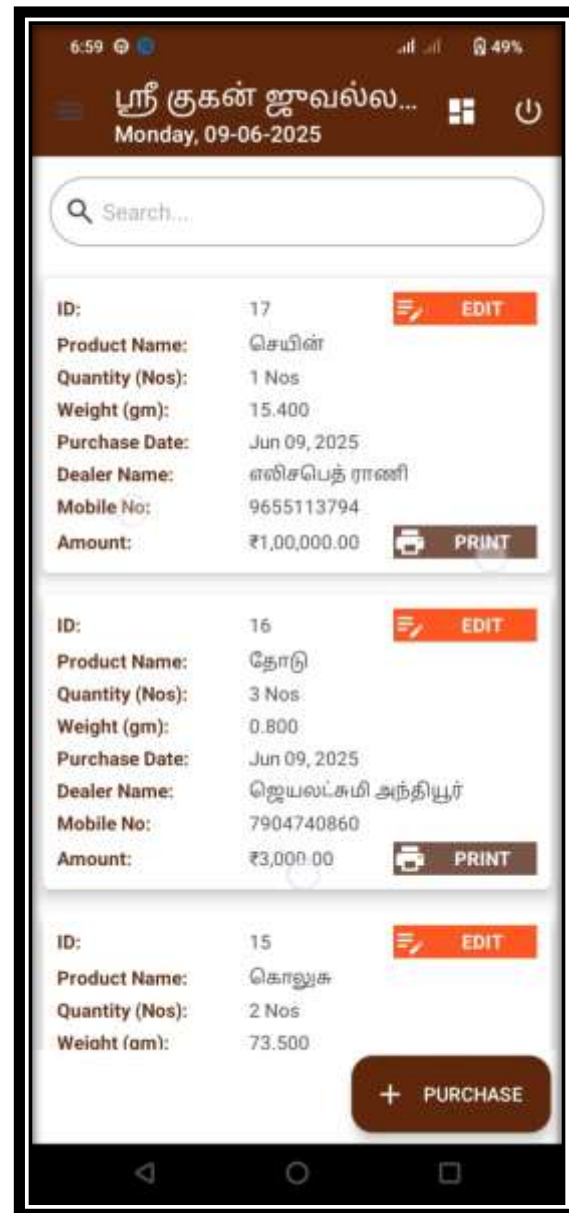 6:59 49%
ஸ்ரீ குகன் ஜுவல்ல...
Monday, 09-06-2025
Search...
ID: 17 EDIT
Product Name: செயின்
Quantity (Nos): 1 Nos
Weight (gm): 15.400
Purchase Date: Jun 09, 2025
Dealer Name: எலிசபெத் ராணி
Mobile No: 9655113794
Amount: ₹1,00,000.00 PRINT
ID: 16 EDIT
Product Name: தோடு
Quantity (Nos): 3 Nos
Weight (gm): 0.800
Purchase Date: Jun 09, 2025
Dealer Name: ஜெயலட்சுமி அந்தியூர்
Mobile No: 7904740860
Amount: ₹3,000.00 PRINT
ID: 15 EDIT
Product Name: கொலுசு
Quantity (Nos): 2 Nos
Weight (gm): 73.500
+ PURCHASE